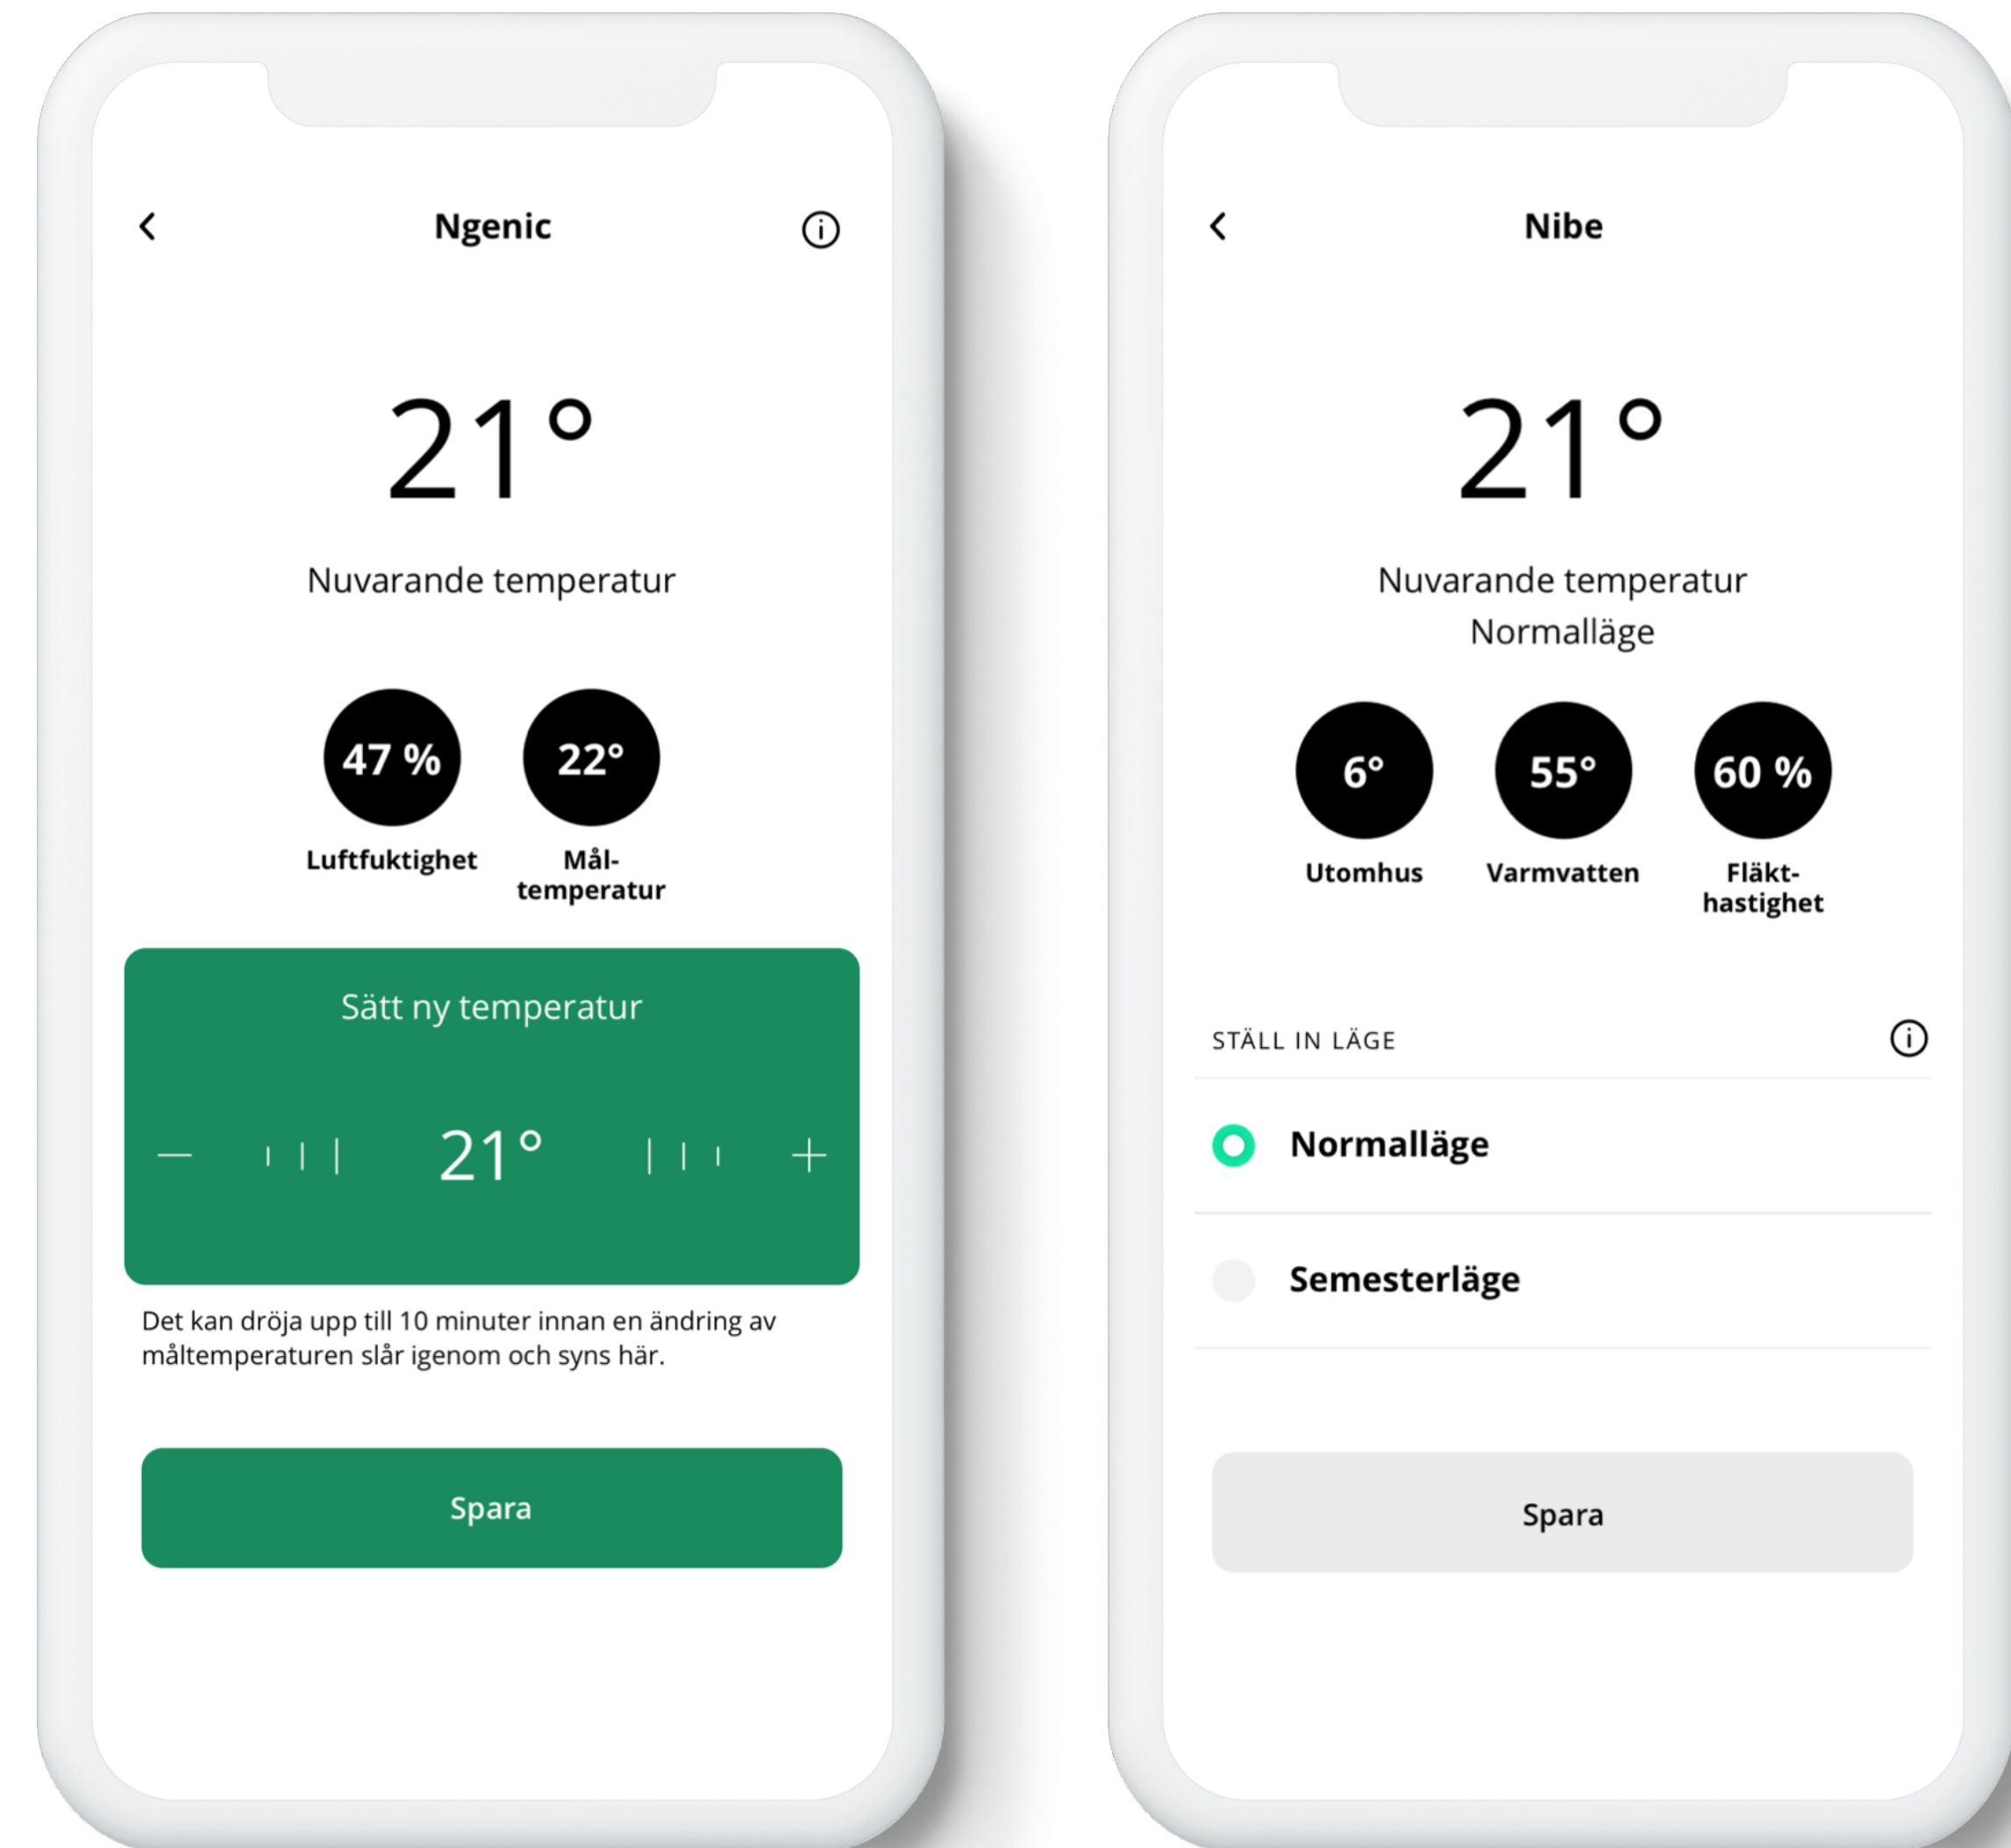 Ngenic
21°
Nuvarande temperatur
47 %
22°
Luftfuktighet
Mål-
temperatur
Sätt ny temperatur
21°
Det kan dröja upp till 10 minuter innan en ändring av
måltemperaturen slår igenom och syns här.
Spara
Nibe
21°
Nuvarande temperatur
Normalläge
6°
55°
60 %
Utomhus
Varmvatten
Fläkt-
hastighet
STÄLL IN LÄGE
Normalläge
Semesterläge
Spara